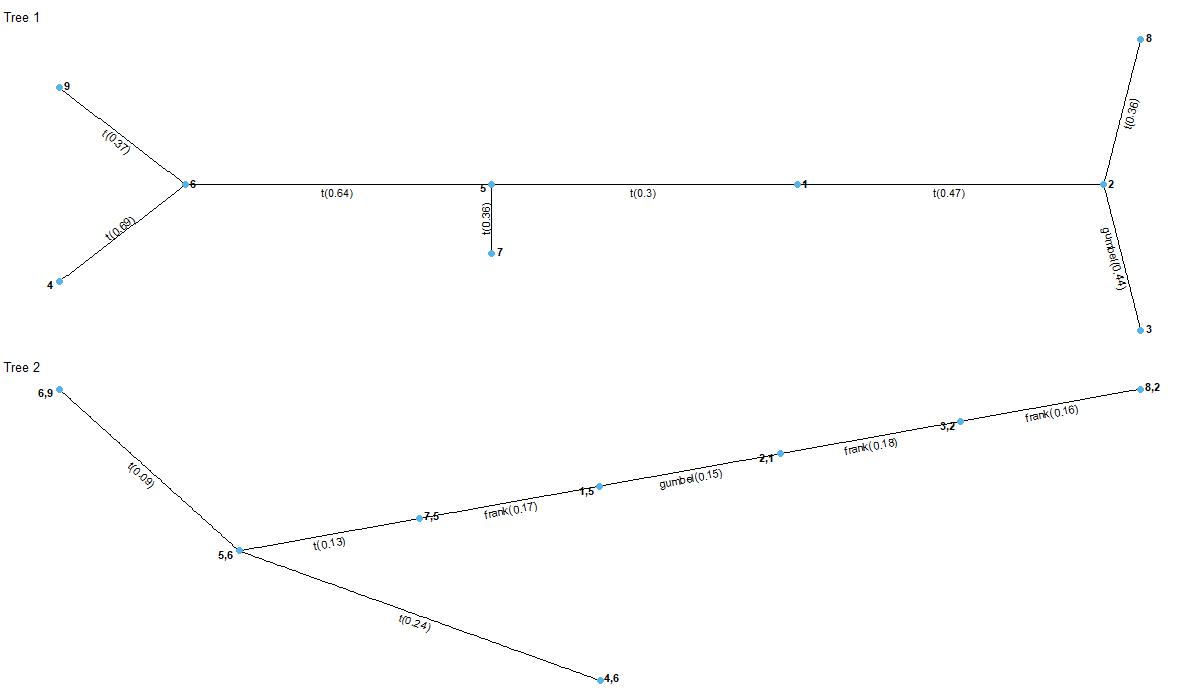 Tree 1
8
9
t(0.37)
t(0.36)
6
t(0.64)
5
t(0.3)
1
t(0.47)
2
t(0.69)
t(0.36)
gumbel(0.44)
7
4
3
Tree 2
6,9
8,2
frank(0.16)
3,2
frank(0.18)
2,1
t(0.09)
gumbel(0.15)
1,5
frank(0.17)
7,5
t(0.13)
5,6
t(0.24)
4,6